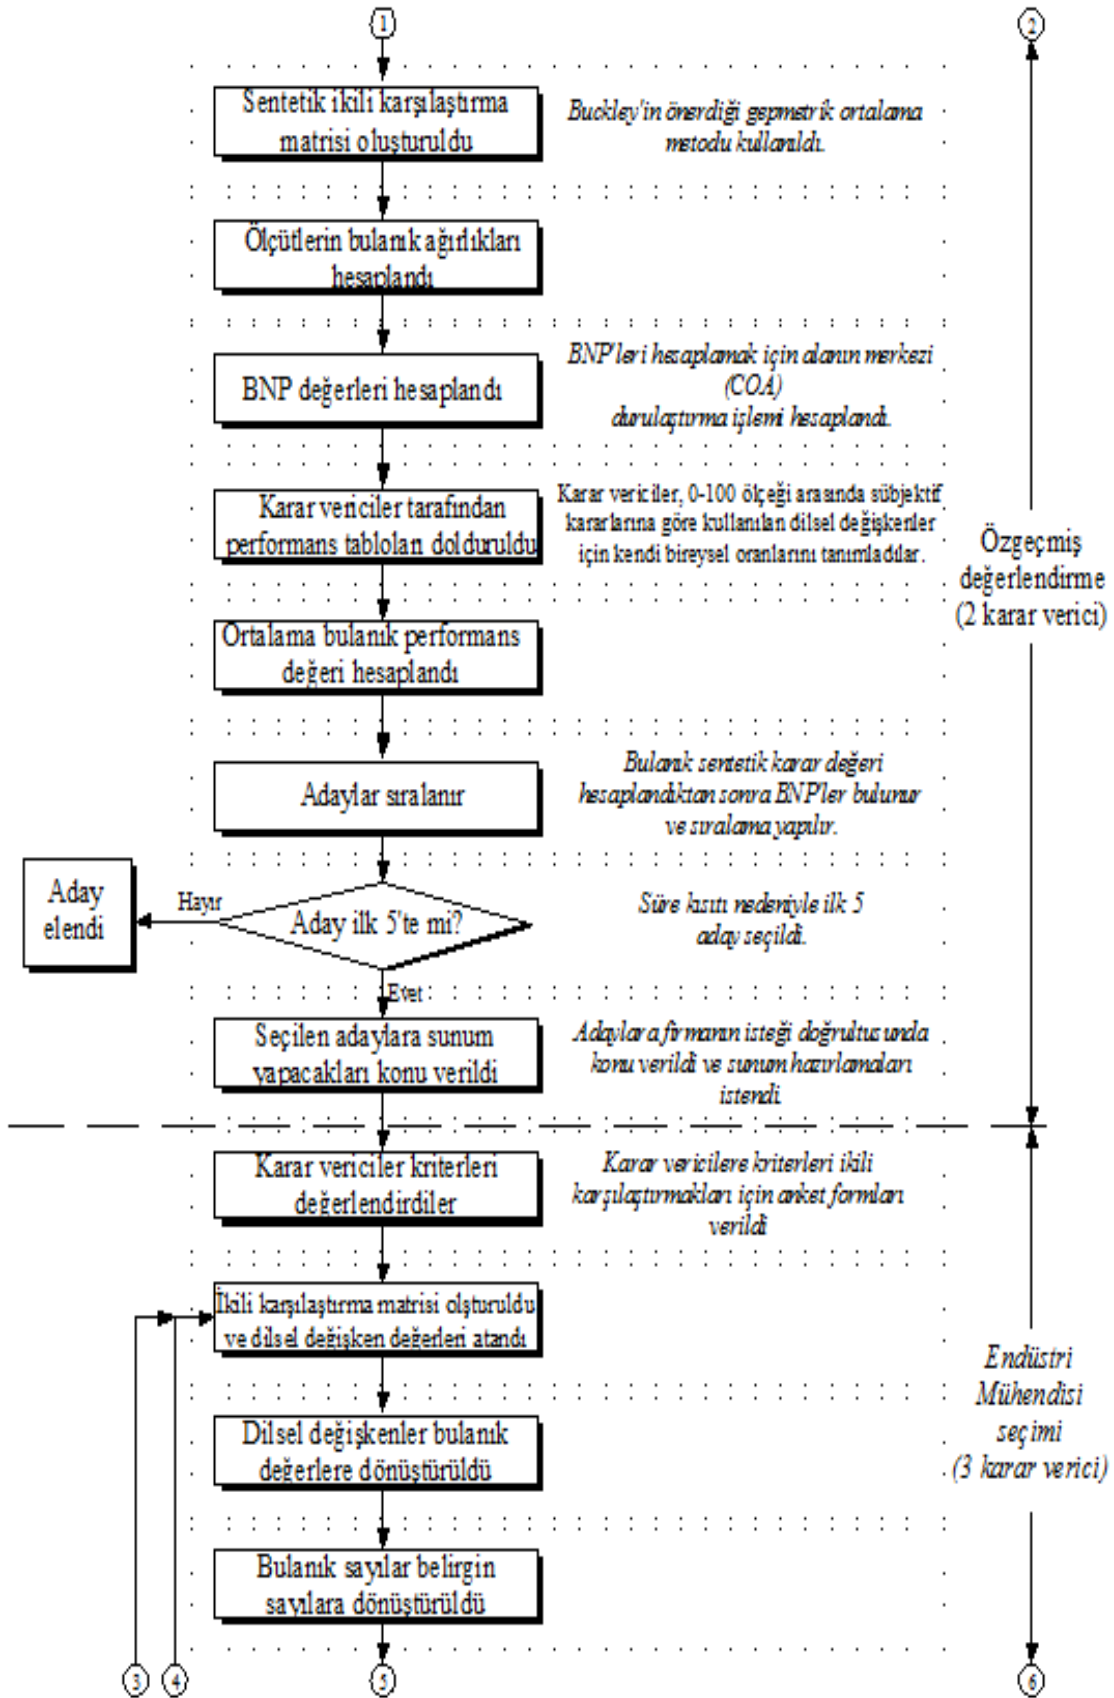 1
2
Sentetik ikili karşılaştırma
matrisi oluşturuldu
Buckley'in önerdiği gepmetrik ortalama
metodu kullanıldı.
Ölçütlerin bulanık ağırlıkları
hesaplandı
BNP değerleri hesaplandı
BNP'leri hesaplamak için alanın merkezi
(COA)
durulaştırma işlemi hesaplandı.
Karar vericiler tarafından
performans tabloları dolduruldu
Karar vericiler, 0-100 ölçeği arasında sübjektif
kararlarına göre kullanılan dilsel değişkenler
için kendi bireysel oranlarını tanımladılar.
Özgeçmiş
değerlendirme
(2 karar verici)
Ortalama bulanık performans
değeri hesaplandı
Adaylar sıralanır
Bulanık sentetik karar değeri
hesaplandıktan sonra BNP'ler bulunur
ve sıralama yapılır.
Aday
elendi
Hayır
Aday ilk 5'te mi?
Süre kısıtı nedeniyle ilk 5
aday seçildi.
Evet
Seçilen adaylara sunum
yapacakları konu verildi
Adaylara firmanın isteği doğrultusunda
konu verildi ve sunum hazırlamaları
istendi.
Karar vericiler kriterleri
değerlendirdiler
Karar vericilere kriterleri ikili
karşılaştırmakları için anket formları
verildi
İkili karşılaştırma matrisi olşturuldu
ve dilsel değişken değerleri atandı
Endüstri
Mühendisi
seçimi
(3 karar verici)
Dilsel değişkenler bulanık
değerlere dönüştürüldü
Bulanık sayılar belirgin
sayılara dönüştürüldü
3
4
5
6